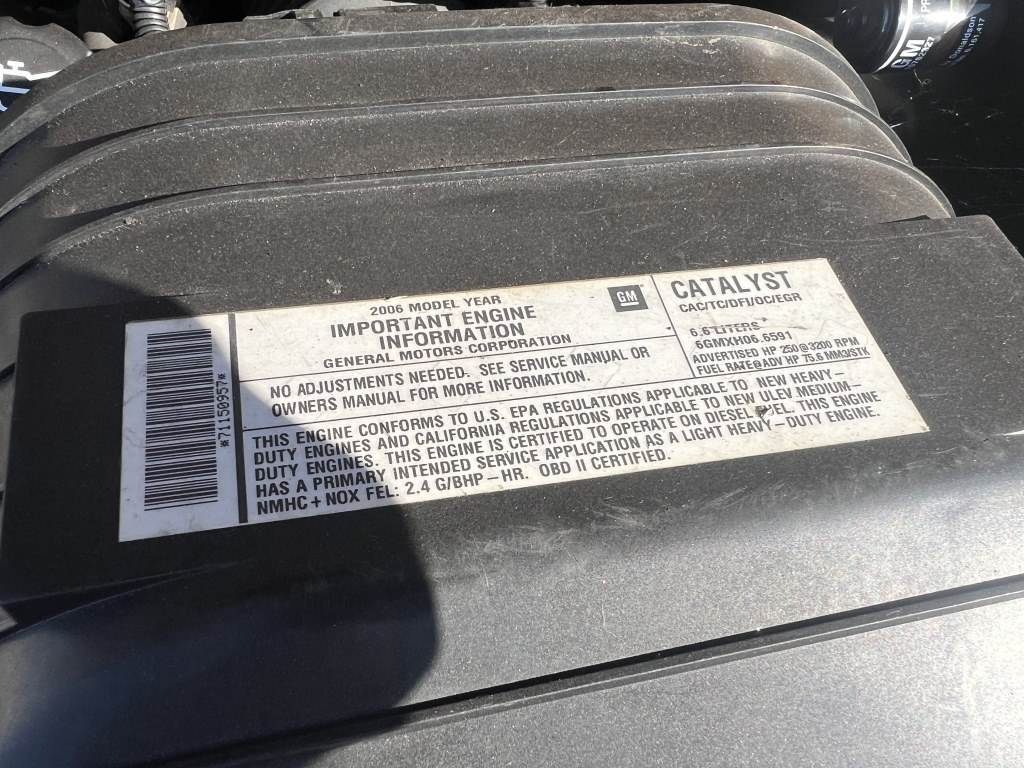 GM
Donaldson
*71158957*
2006 MODEL YEAR
IMPORTANT ENGINE
INFORMATION
GENERAL MOTORS CORPORATION
GM
NO ADJUSTMENTS NEEDED. SEE SERVICE MANUAL OR
OWNERS MANUAL FOR MORE INFORMATION.
CATALYST
CAC/TC/DFI/OC/EGR
6.6 LITERS
6GMXH06.6591
ADVERTISED HP 250@3200 RPM
FUEL RATE@ADV HP 75.6 MM3/STK
THIS ENGINE CONFORMS TO U.S. EPA REGULATIONS APPLICABLE TO NEW HEAVY-
DUTY ENGINES AND CALIFORNIA REGULATIONS APPLICABLE TO NEW ULEV MEDIUM-
DUTY ENGINES. THIS ENGINE IS CERTIFIED TO OPERATE ON DIESEL FUEL. THIS ENGINE
HAS A PRIMARY INTENDED SERVICE APPLICATION AS A LIGHT HEAVY-DUTY ENGINE.
NMHC + NOX FEL: 2.4 G/BHP-HR. OBD II CERTIFIED.